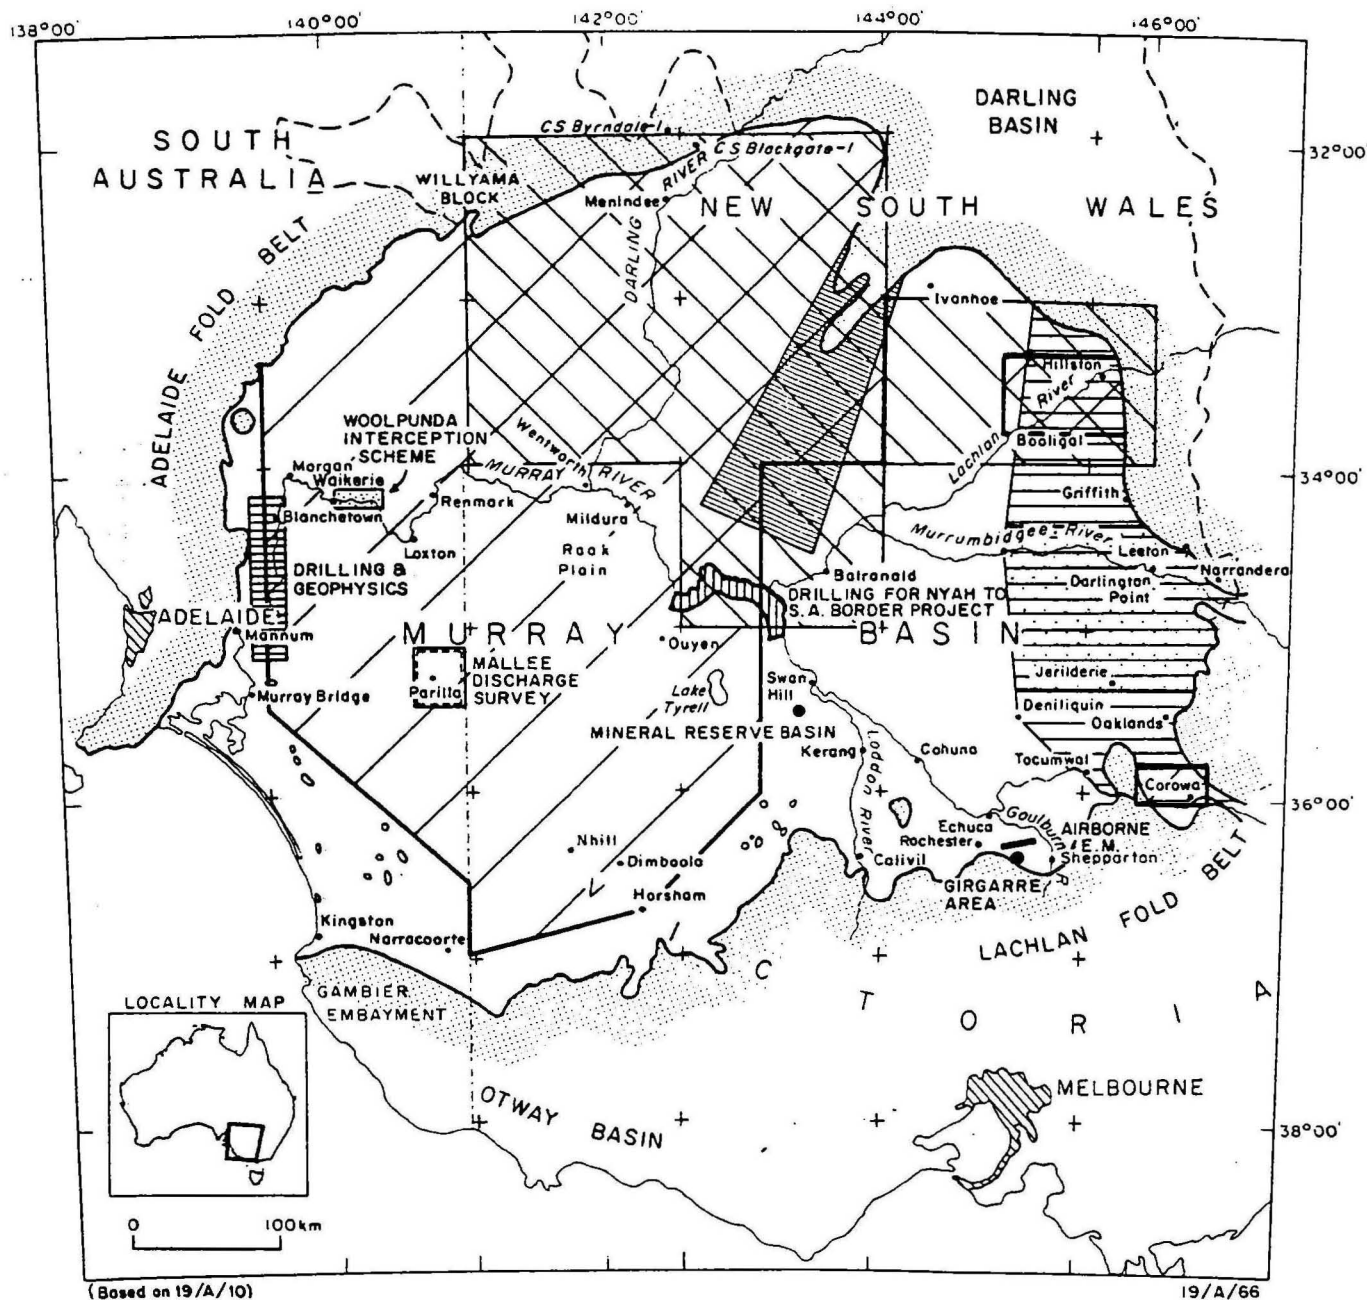 138°00'
140°00'
142°00'
144°00'
146°00'
DARLING
BASIN
SOUTH
AUSTRALIA
CS Byrndale-1
CS Blackgate-1
32°00'
WILLYAMA
BLOCK
Menindee
RIVER
DARLING
NEW SOUTH WALES
ADELAIDE FOLD BELT
Ivanhoe
Hillston
River
Lachlan
Booligal
WOOLPUNDA
INTERCEPTION
SCHEME
Wentworth
MURRAY RIVER
Morgan
Waikerie
Renmark
Blanchetown
Loxton
Mildura
Raak
Plain
34°00'
Griffith
Murrumbidgee River
Leeton
Narrandera
Darlington
Point
Balranald
DRILLING &
GEOPHYSICS
DRILLING FOR NYAH TO
S.A. BORDER PROJECT
ADELAIDE
Mannum
MURRAY BASIN
Ouyen
MALLEE
DISCHARGE
SURVEY
Parilla
Murray Bridge
Lake
Tyrell
Swan
Hill
Jerilderie
Deniliquin
Oaklands
MINERAL RESERVE BASIN
Kerang
Loddon River
Cohuna
Tocumwal
Corowa
36°00'
Nhill
Dimboola
Horsham
Echuca
Rochester
Goulburn
R
AIRBORNE
E.M.
Shepparton
Calivil
GIRGARRE
AREA
LACHLAN FOLD BELT
Kingston
Narracoorte
V C T O R I A
GAMBIER
EMBAYMENT
LOCALITY MAP
OTWAY BASIN
MELBOURNE
38°00'
0 100km
(Based on 19/A/10)
19/A/66